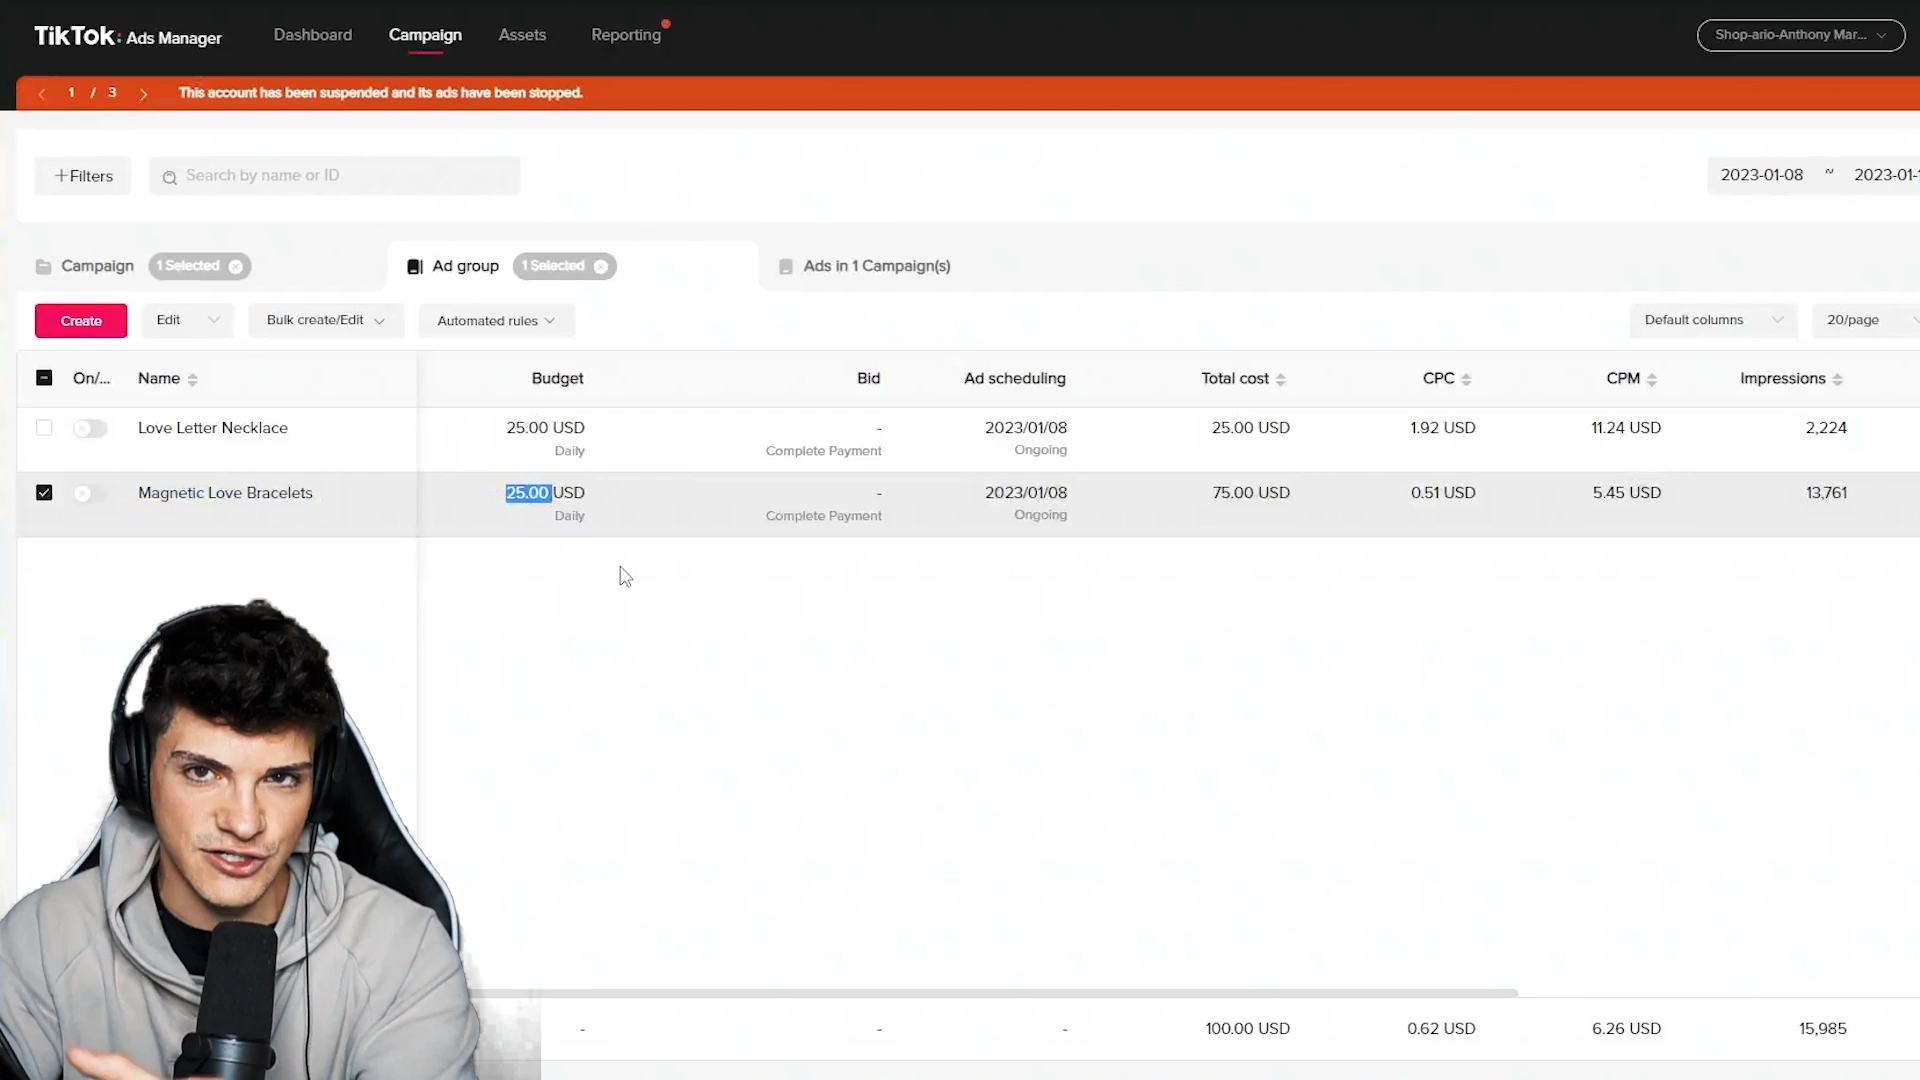 TikTok: Ads Manager Dashboard Campaign Assets Reporting Shop-ario-Anthony Mar...
1 / 3 This account has been suspended and its ads have been stopped.
+Filters Search by name or ID 2023-01-08 ~ 2023-01-1
Campaign 1 Selected Ad group 1 Selected Ads in 1 Campaign(s)
Create Edit Bulk create/Edit Automated rules Default columns 20/page
On/... Name Budget Bid Ad scheduling Total cost CPC CPM Impressions
Love Letter Necklace 25.00 USD - 2023/01/08 25.00 USD 1.92 USD 11.24 USD 2,224
Daily Complete Payment Ongoing
Magnetic Love Bracelets 25.00 USD - 2023/01/08 75.00 USD 0.51 USD 5.45 USD 13,761
Daily Complete Payment Ongoing
- - - 100.00 USD 0.62 USD 6.26 USD 15,985